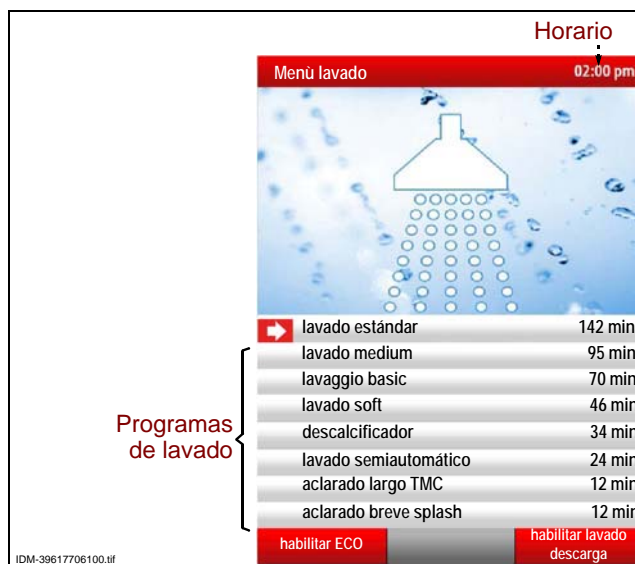 Horario
Menù lavado 02:00 pm
lavado estándar 142 min
lavado medium 95 min
lavaggio basic 70 min
lavado soft 46 min
descalcificador 34 min
lavado semiautomático 24 min
aclarado largo TMC 12 min
aclarado breve splash 12 min
Programas
de lavado
habilitar ECO
habilitar lavado
descarga
IDM-39617706100.tif